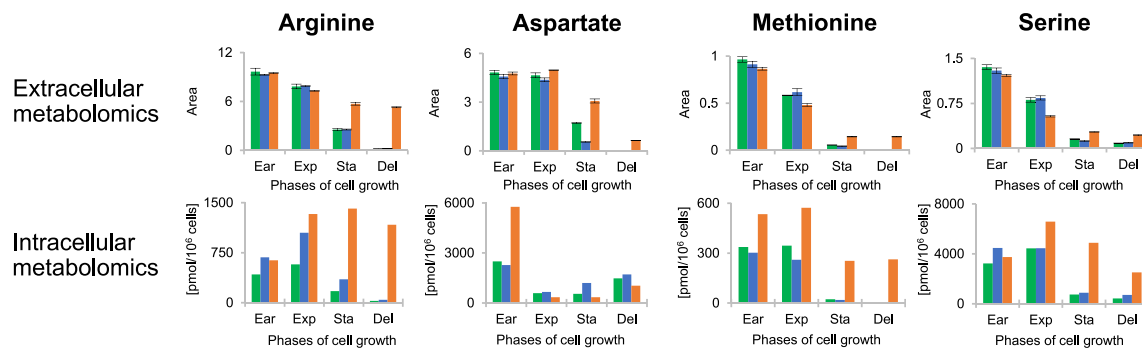 Arginine
Aspartate
Methionine
Serine
Extracellular
metabolomics
Area
12
6
0
Ear Exp Sta Del
Phases of cell growth
Area
6
3
0
Ear Exp Sta Del
Phases of cell growth
Area
1
0.5
0
Ear Exp Sta Del
Phases of cell growth
Area
1.5
0.75
0
Ear Exp Sta Del
Phases of cell growth
Intracellular
metabolomics
[pmol/10⁶ cells]
1500
750
0
Ear Exp Sta Del
Phases of cell growth
[pmol/10⁶ cells]
6000
3000
0
Ear Exp Sta Del
Phases of cell growth
[pmol/10⁶ cells]
600
300
0
Ear Exp Sta Del
Phases of cell growth
[pmol/10⁶ cells]
8000
4000
0
Ear Exp Sta Del
Phases of cell growth